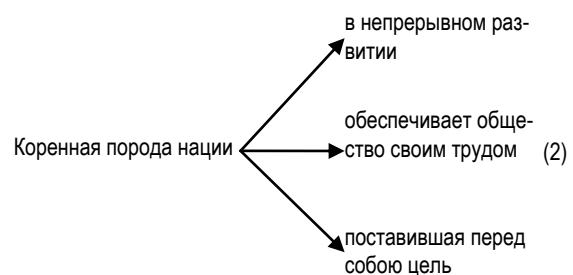 в непрерывном раз-
витии
обеспечивает обще-
Коренная порода нации
ство своим трудом (2)
поставившая перед
собою цель